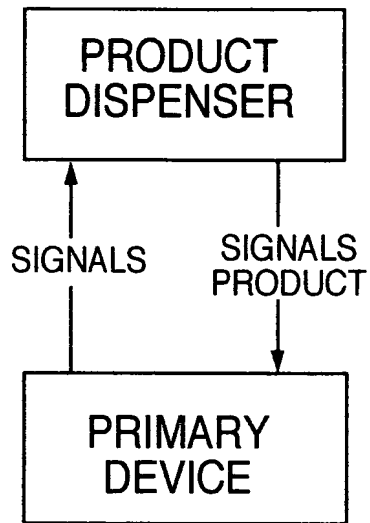 PRODUCT
DISPENSER
SIGNALS
SIGNALS
PRODUCT
PRIMARY
DEVICE